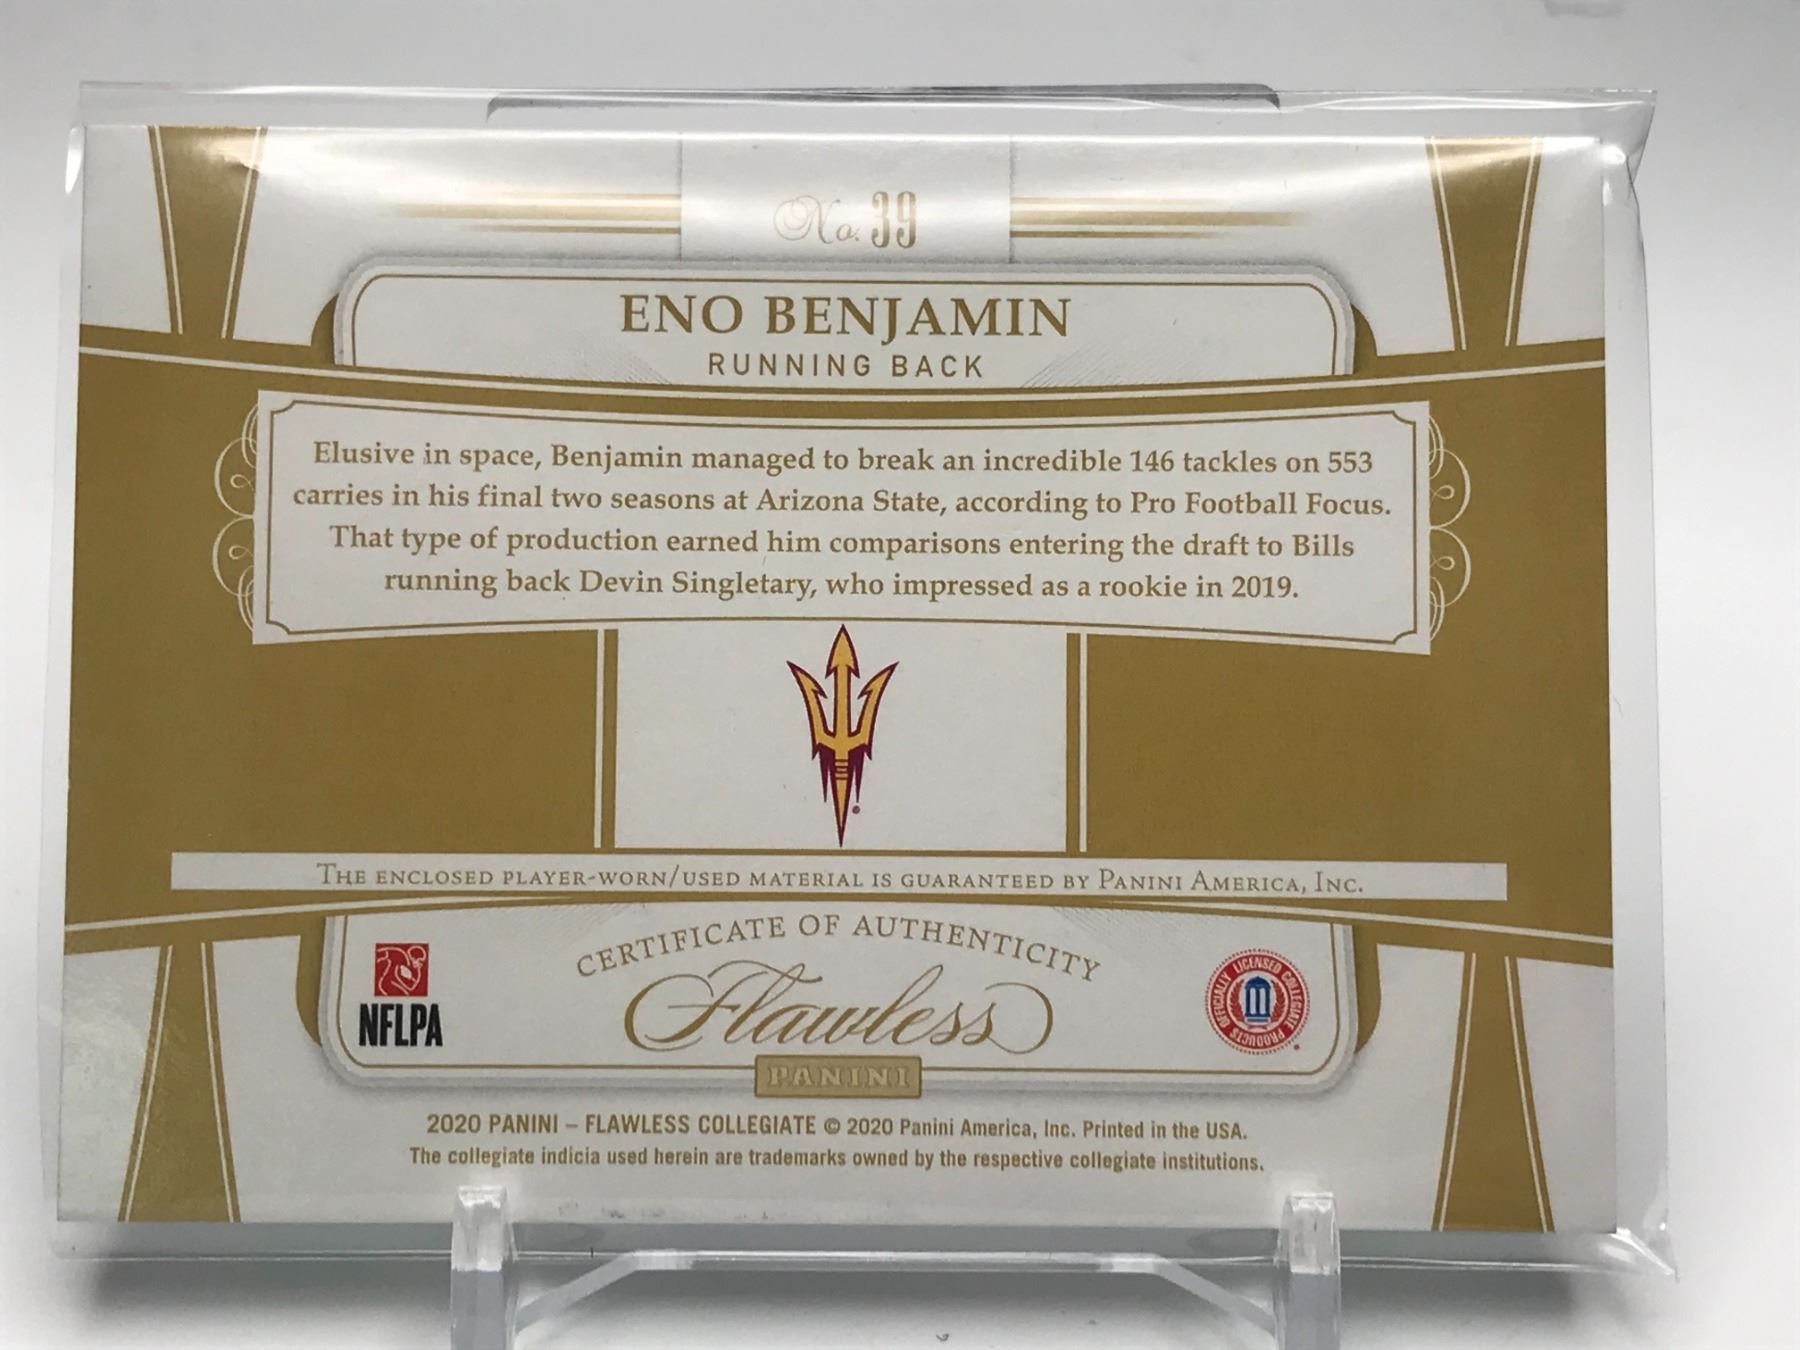 No. 39
ENO BENJAMIN
RUNNING BACK
Elusive in space, Benjamin managed to break an incredible 146 tackles on 553
carries in his final two seasons at Arizona State, according to Pro Football Focus.
That type of production earned him comparisons entering the draft to Bills
running back Devin Singletary, who impressed as a rookie in 2019.
THE ENCLOSED PLAYER-WORN/USED MATERIAL IS GUARANTEED BY PANINI AMERICA, INC.
CERTIFICATE OF AUTHENTICITY
Flawless
PANINI
NFLPA
OFFICIALLY LICENSED COLLEGIATE PRODUCTS
2020 PANINI – FLAWLESS COLLEGIATE © 2020 Panini America, Inc. Printed in the USA.
The collegiate indicia used herein are trademarks owned by the respective collegiate institutions.